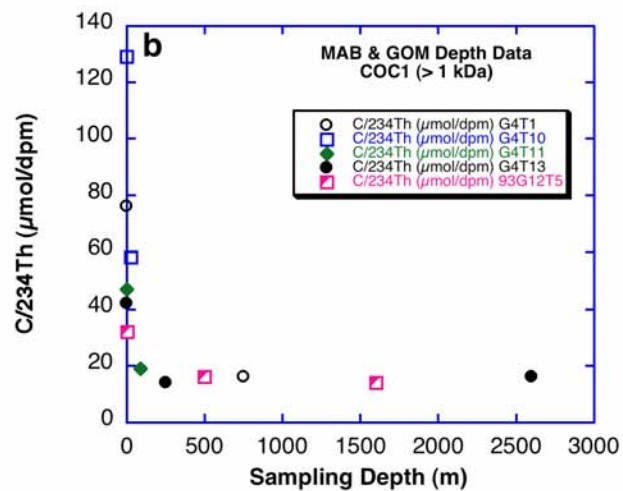 b
MAB & GOM Depth Data
COC1 (> 1 kDa)
C/234Th (µmol/dpm) G4T1
C/234Th (µmol/dpm) G4T10
C/234Th (µmol/dpm) G4T11
C/234Th (µmol/dpm) G4T13
C/234Th (µmol/dpm) 93G12T5
C/234Th (µmol/dpm)
140
120
100
80
60
40
20
0
0 500 1000 1500 2000 2500 3000
Sampling Depth (m)